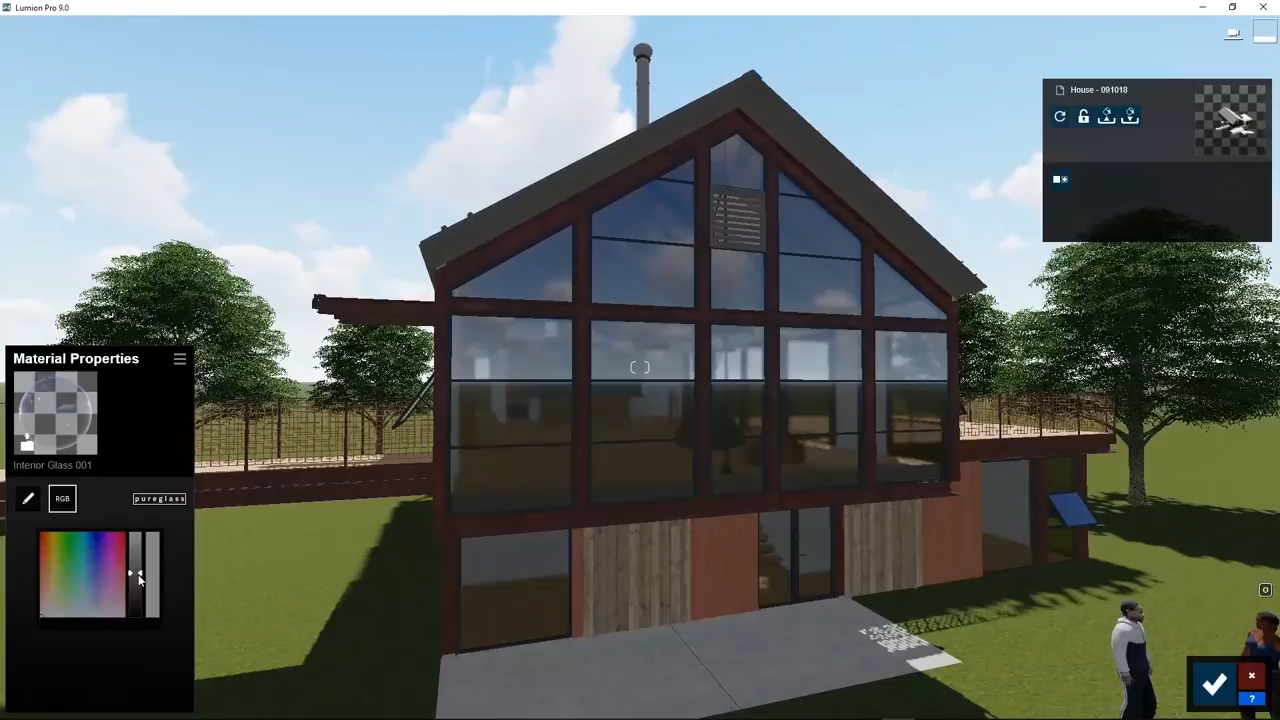 Lumion Pro 9.0
House - 091018
Material Properties
Interior Glass 001
RGB
pureglass
O
?